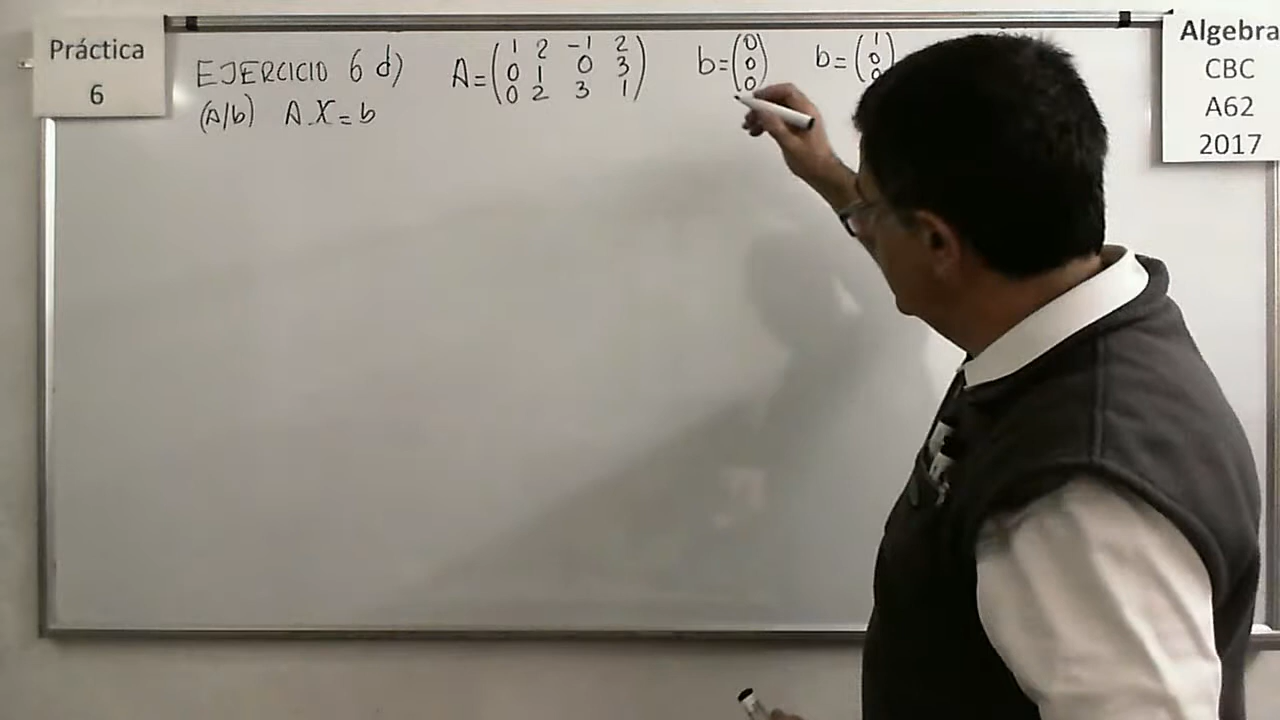 Práctica
6
EJERCICIO 6 d) A = ( 1 2 -1 2 b = ( 0 b = ( 1
0 1 0 3 0 0
0 2 3 1 ) 0 )
(A/b) A.X = b
Algebra
CBC
A62
2017